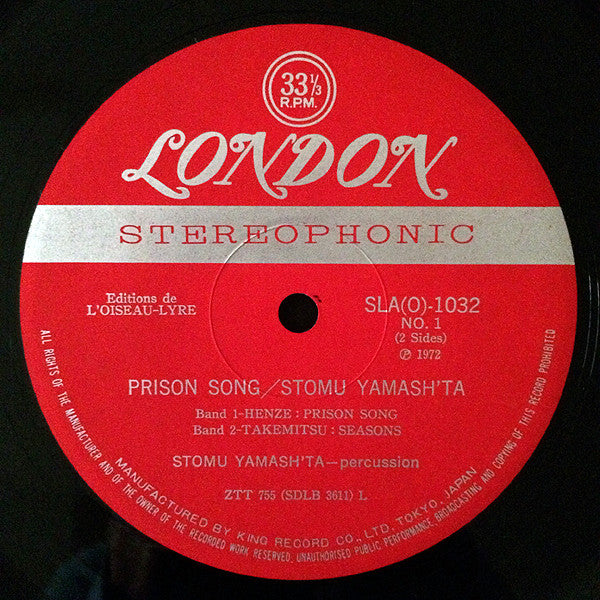 33 1/3
R.P.M.
LONDON
STEREOPHONIC
Editions de
L'OISEAU-LYRE
SLA(O)-1032
NO. 1
(2 Sides)
℗ 1972
PRISON SONG/STOMU YAMASH'TA
Band 1-HENZE : PRISON SONG
Band 2-TAKEMITSU : SEASONS
STOMU YAMASH'TA—percussion
ZTT 755 (SDLB 3611) L
MANUFACTURED BY KING RECORD CO., LTD, TOKYO, JAPAN
ALL RIGHTS OF THE MANUFACTURER AND OF THE OWNER OF THE RECORDED WORK RESERVED. UNAUTHORISED PUBLIC PERFORMANCE, BROADCASTING AND COPYING OF THIS RECORD PROHIBITED